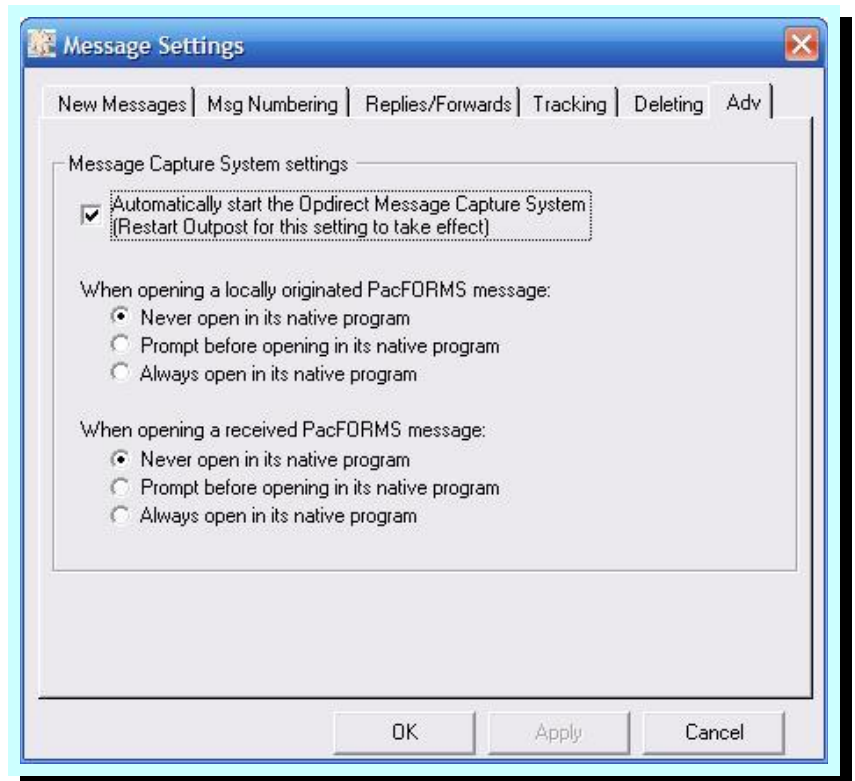 Message Settings
New Messages Msg Numbering Replies/Forwards Tracking Deleting Adv
Message Capture System settings
Automatically start the Opdirect Message Capture System
(Restart Outpost for this setting to take effect)
When opening a locally originated PacFORMS message:
Never open in its native program
Prompt before opening in its native program
Always open in its native program
When opening a received PacFORMS message:
Never open in its native program
Prompt before opening in its native program
Always open in its native program
OK Apply Cancel